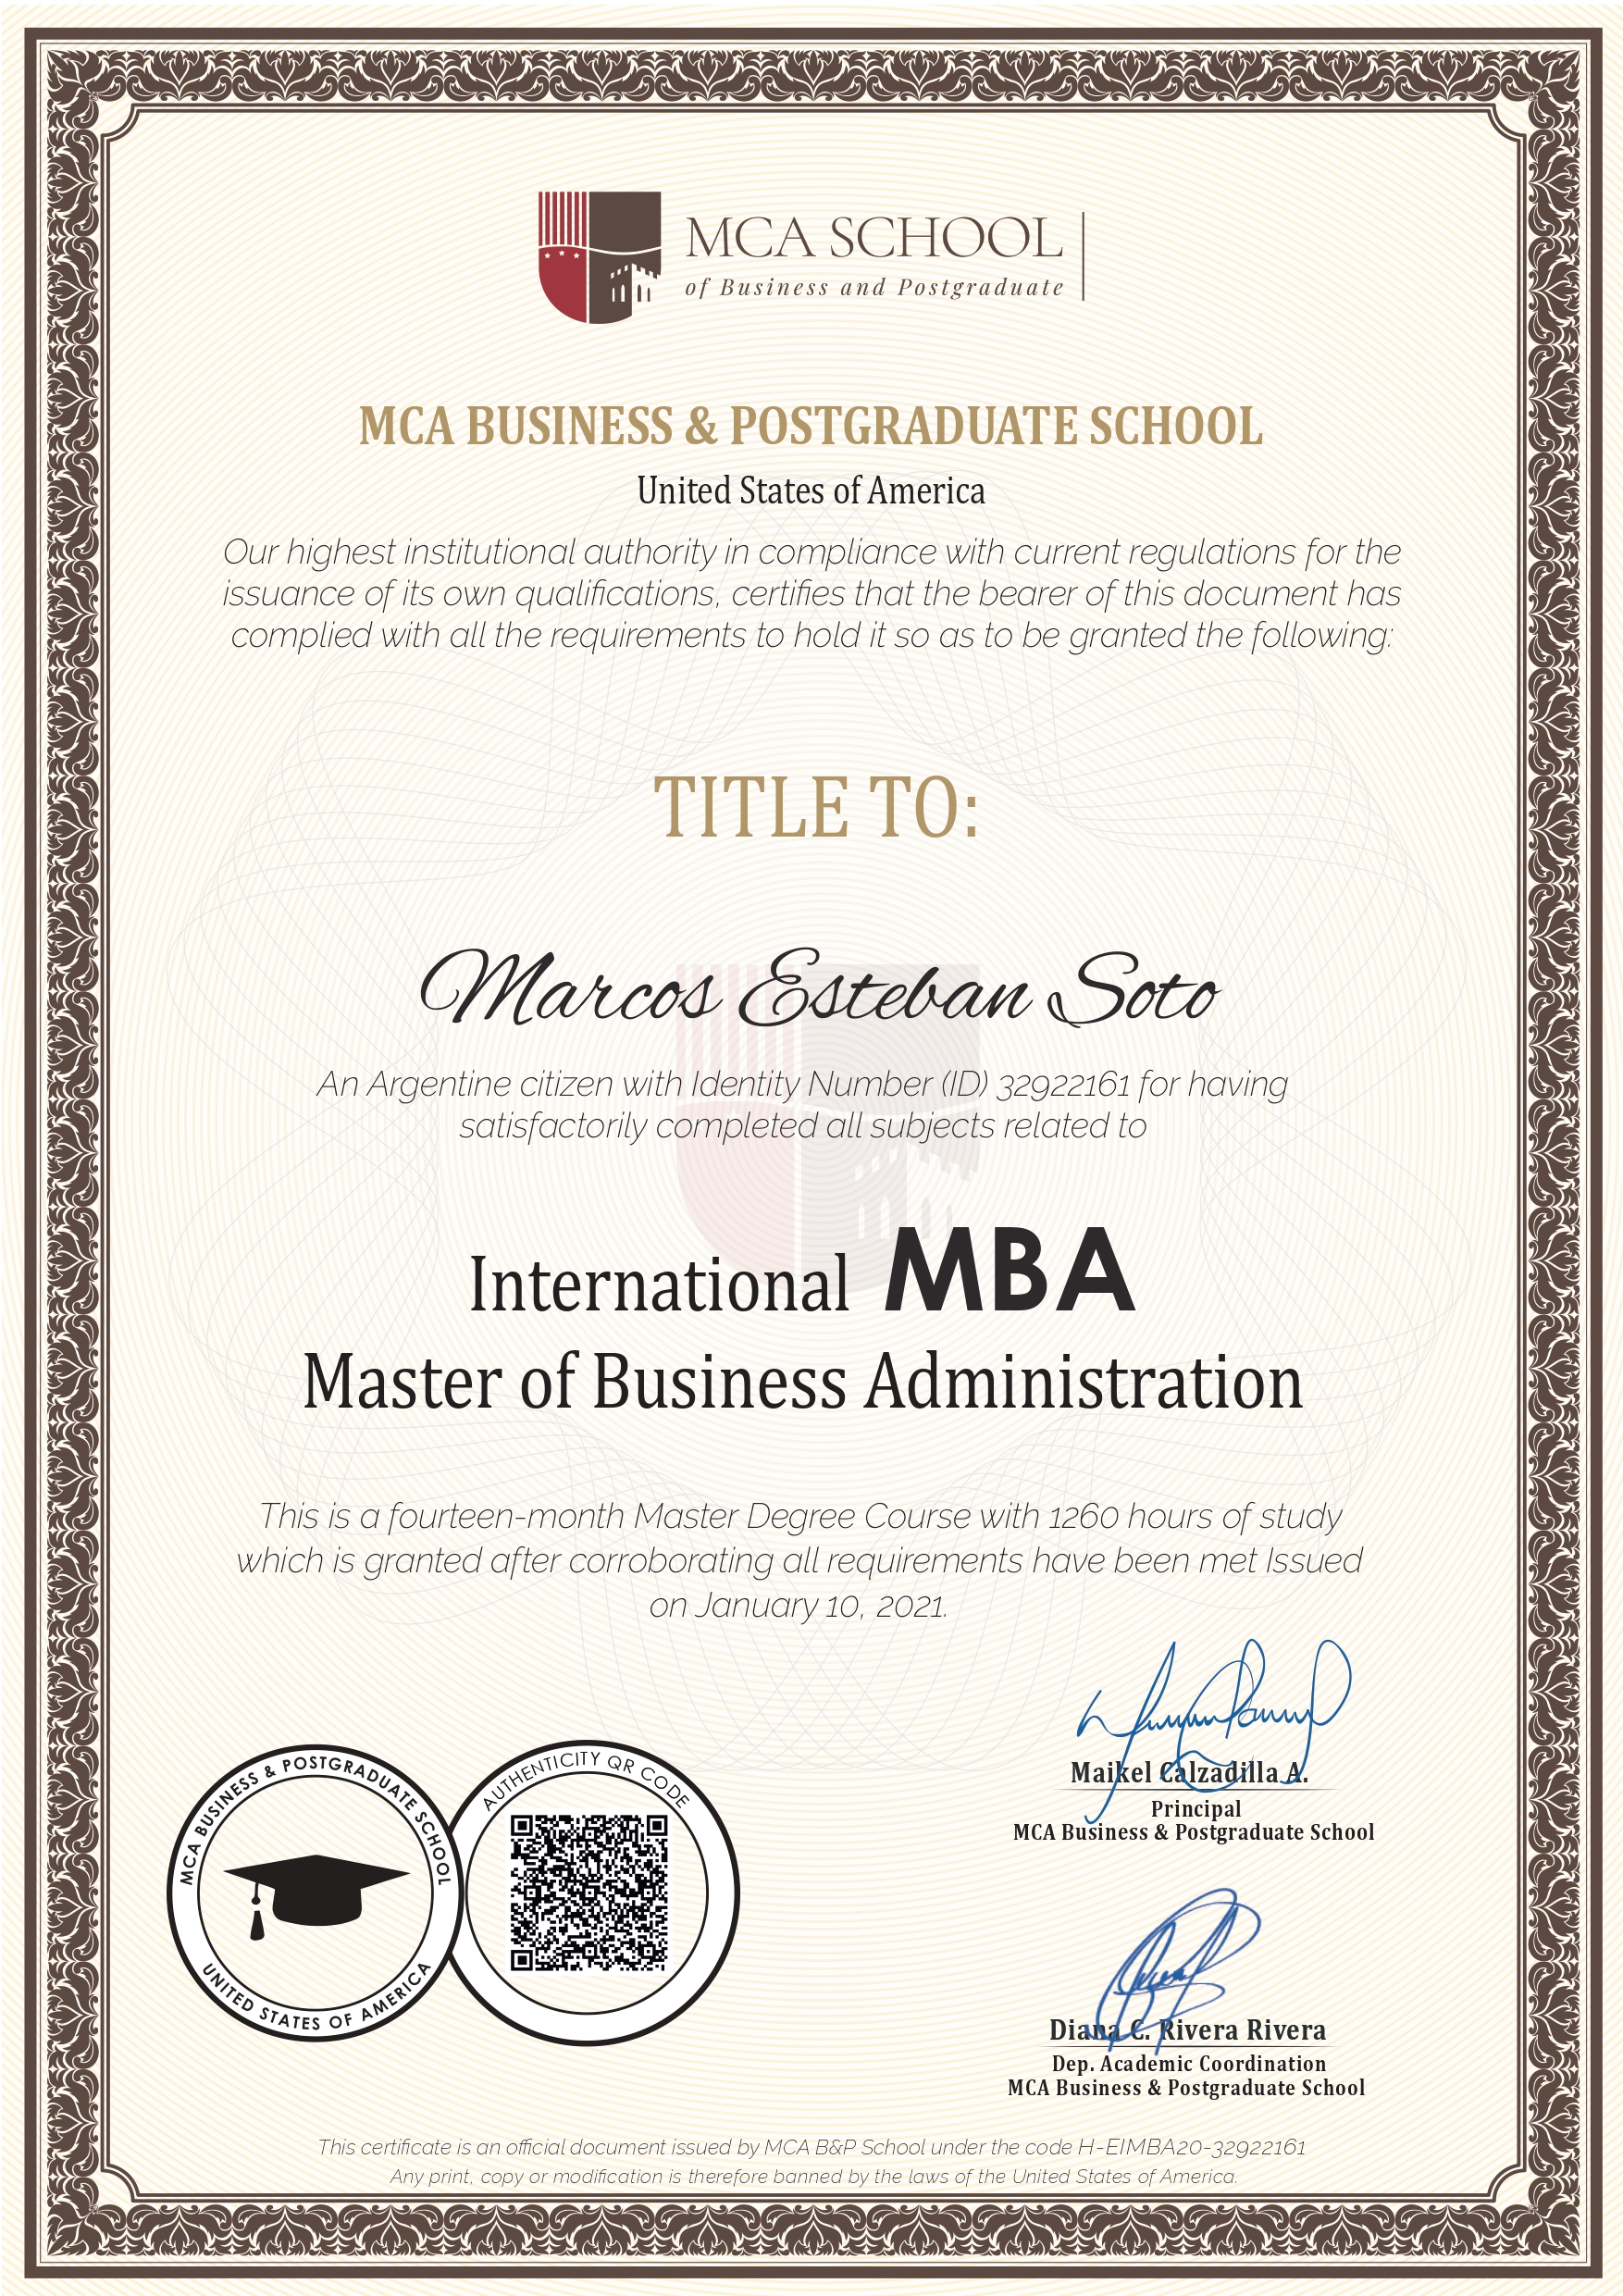 MCA SCHOOL
of Business and Postgraduate
MCA BUSINESS & POSTGRADUATE SCHOOL
United States of America
Our highest institutional authority in compliance with current regulations for the
issuance of its own qualifications, certifies that the bearer of this document has
complied with all the requirements to hold it so as to be granted the following:
TITLE TO:
Marcos Esteban Soto
An Argentine citizen with Identity Number (ID) 32922161 for having
satisfactorily completed all subjects related to
International MBA
Master of Business Administration
This is a fourteen-month Master Degree Course with 1260 hours of study
which is granted after corroborating all requirements have been met Issued
on January 10, 2021.
Maikel Calzadilla A.
Principal
MCA Business & Postgraduate School
MCA BUSINESS & POSTGRADUATE SCHOOL
UNITED STATES OF AMERICA
AUTHENTICITY QR CODE
Diana C. Rivera Rivera
Dep. Academic Coordination
MCA Business & Postgraduate School
This certificate is an official document issued by MCA B&P School under the code H-EIMBA20-32922161
Any print, copy or modification is therefore banned by the laws of the United States of America.